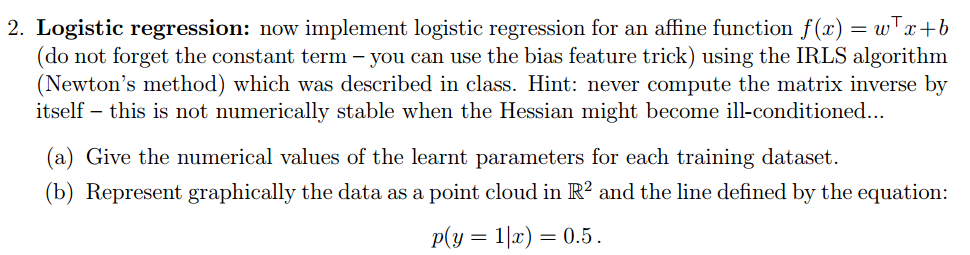 2. Logistic regression: now implement logistic regression for an affine function f(x) = w⊤x+b
(do not forget the constant term – you can use the bias feature trick) using the IRLS algorithm
(Newton's method) which was described in class. Hint: never compute the matrix inverse by
itself – this is not numerically stable when the Hessian might become ill-conditioned...
(a) Give the numerical values of the learnt parameters for each training dataset.
(b) Represent graphically the data as a point cloud in ℝ² and the line defined by the equation:
p(y = 1|x) = 0.5 .